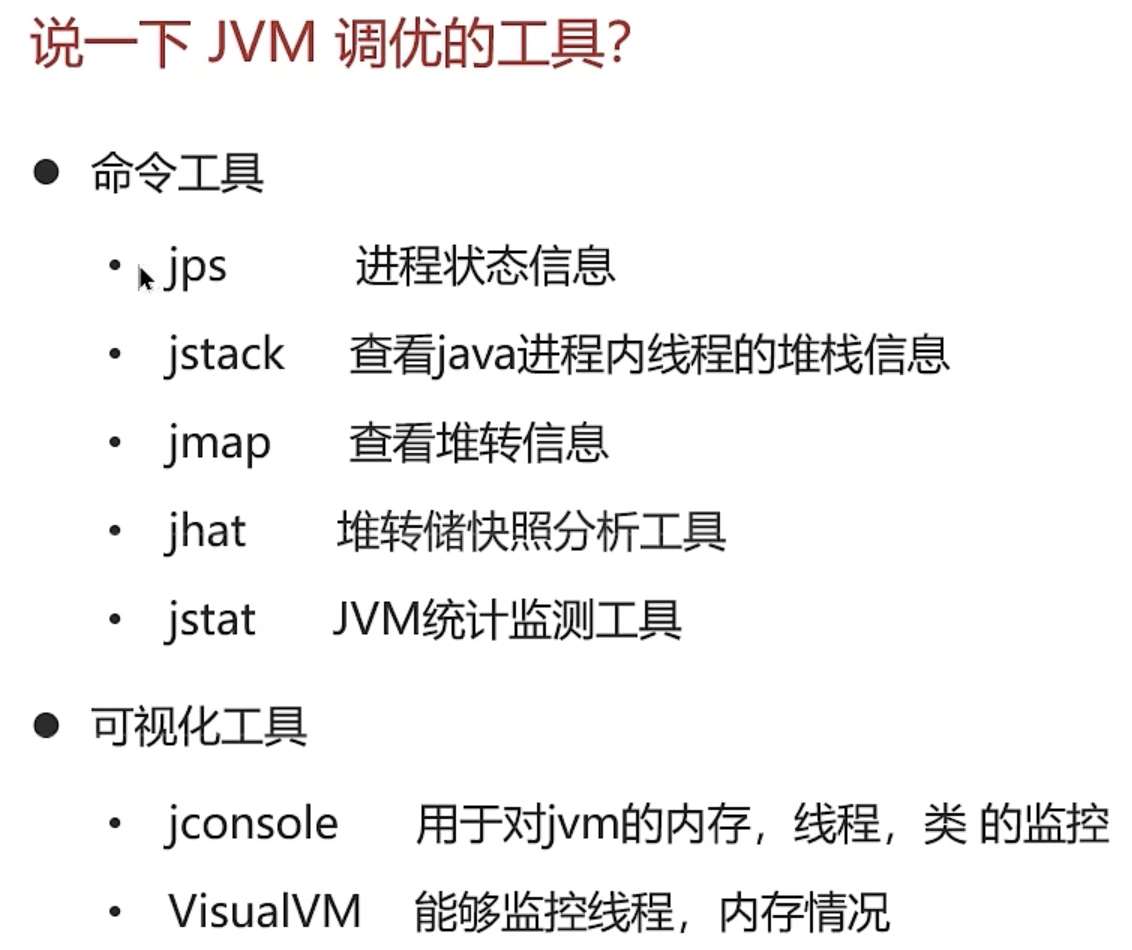 说一下 JVM 调优的工具？
命令工具
jps 进程状态信息
jstack 查看java进程内线程的堆栈信息
jmap 查看堆转信息
jhat 堆转储快照分析工具
jstat JVM统计监测工具
可视化工具
jconsole 用于对jvm的内存，线程，类 的监控
VisualVM 能够监控线程，内存情况